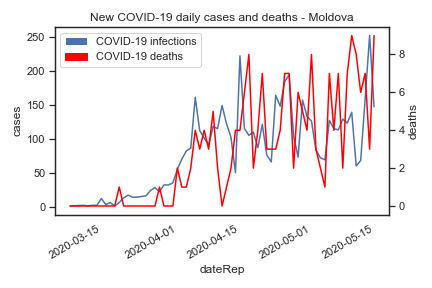 New COVID-19 daily cases and deaths - Moldova
COVID-19 infections
COVID-19 deaths
250
200
150
100
50
0
cases
8
6
4
2
0
deaths
2020-03-15
2020-04-01
2020-04-15
2020-05-01
2020-05-15
dateRep